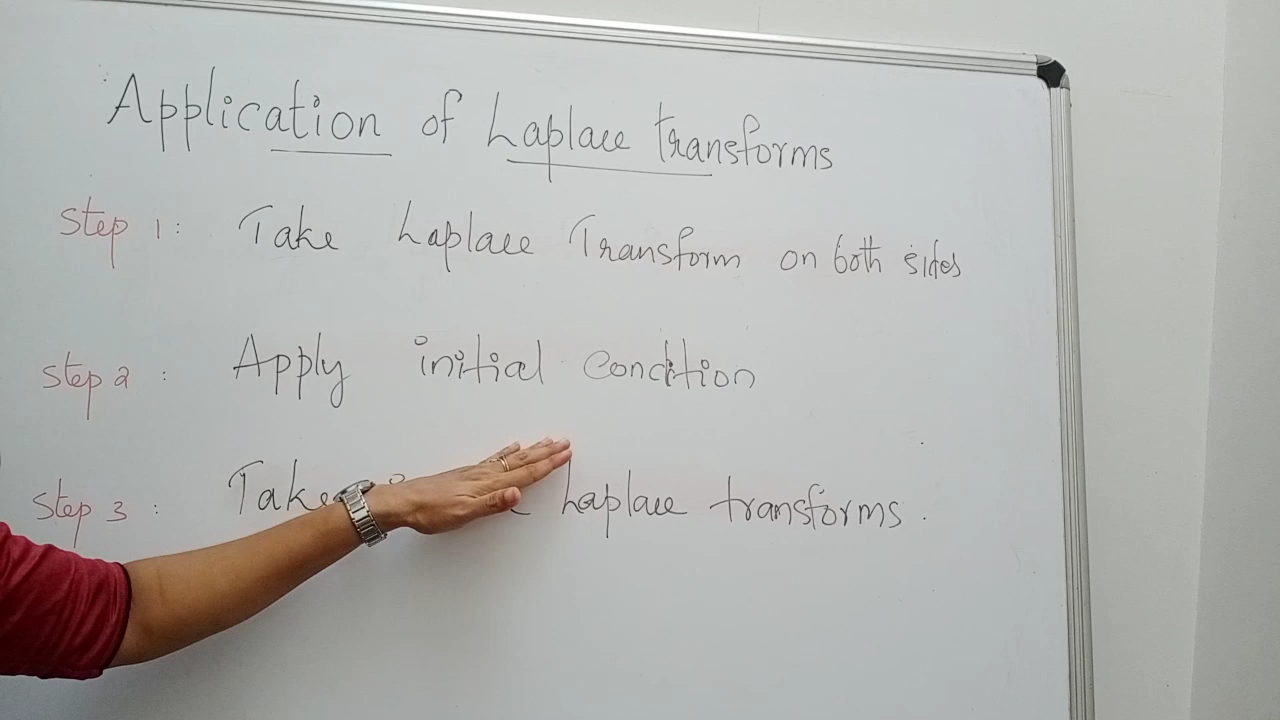 Application of Laplace transforms
Step 1 : Take Laplace Transform on both sides
Step 2 : Apply initial condition
Step 3 : Take Laplace transforms.